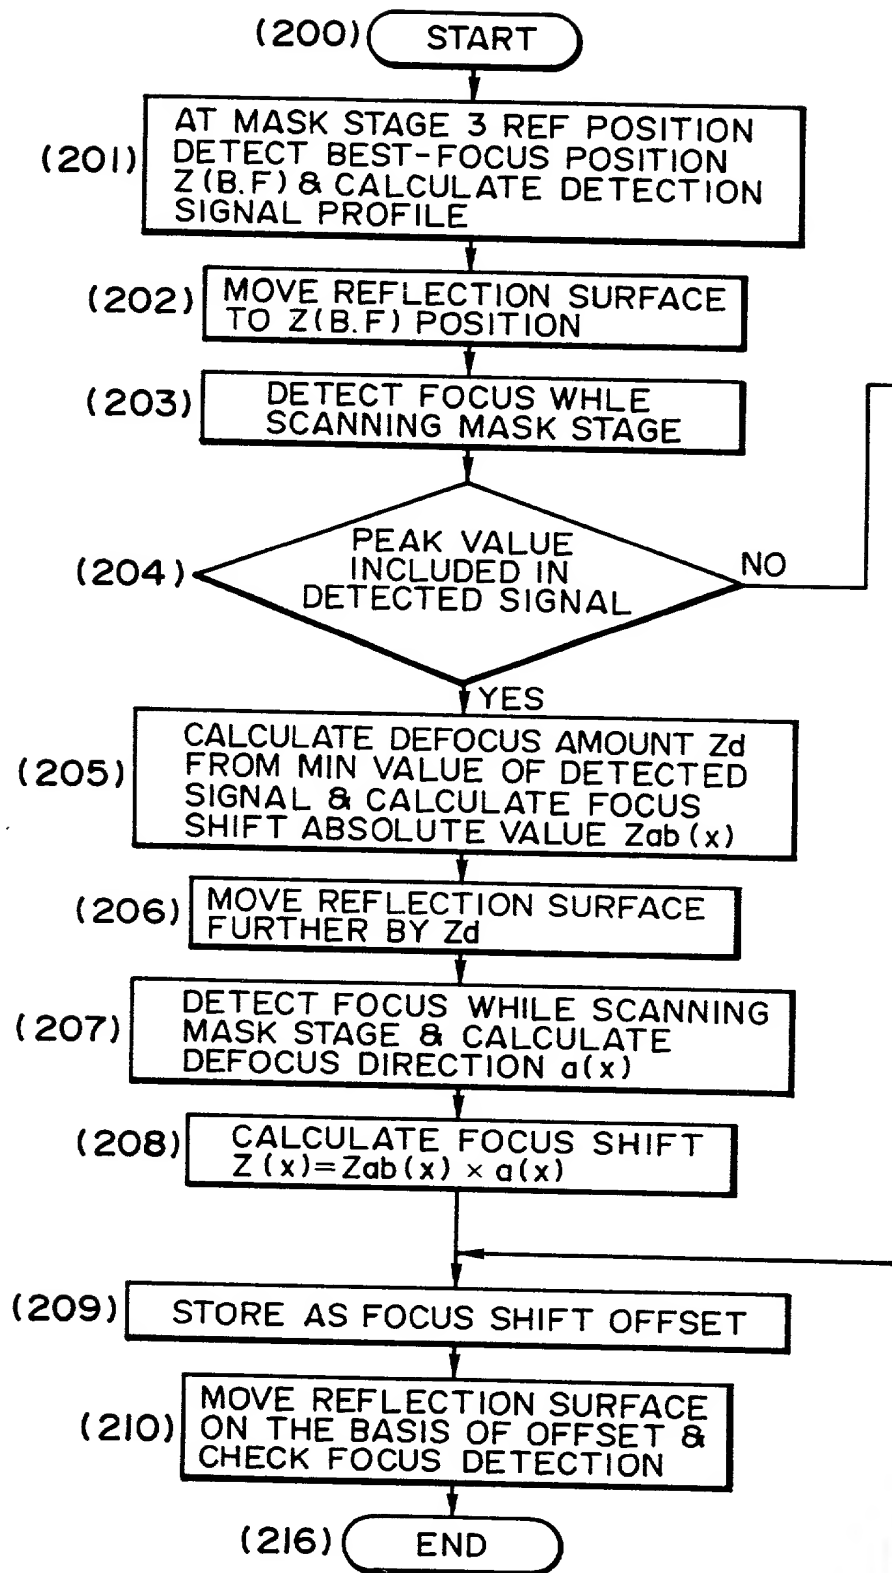 (200) START
(201) AT MASK STAGE 3 REF POSITION
DETECT BEST-FOCUS POSITION
Z(B.F) & CALCULATE DETECTION
SIGNAL PROFILE
(202) MOVE REFLECTION SURFACE
TO Z(B.F) POSITION
(203) DETECT FOCUS WHLE
SCANNING MASK STAGE
(204) PEAK VALUE
INCLUDED IN
DETECTED SIGNAL
NO
YES
(205) CALCULATE DEFOCUS AMOUNT Zd
FROM MIN VALUE OF DETECTED
SIGNAL & CALCULATE FOCUS
SHIFT ABSOLUTE VALUE Zab(x)
(206) MOVE REFLECTION SURFACE
FURTHER BY Zd
(207) DETECT FOCUS WHILE SCANNING
MASK STAGE & CALCULATE
DEFOCUS DIRECTION a(x)
(208) CALCULATE FOCUS SHIFT
Z(x)=Zab(x) × a(x)
(209) STORE AS FOCUS SHIFT OFFSET
(210) MOVE REFLECTION SURFACE
ON THE BASIS OF OFFSET &
CHECK FOCUS DETECTION
(216) END